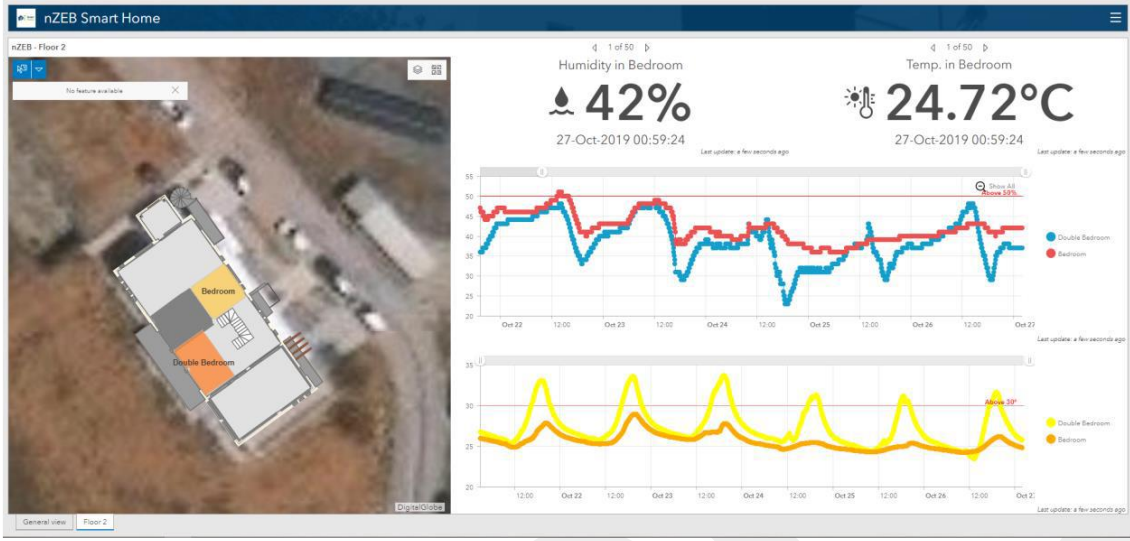 nZEB Smart Home
nZEB - Floor 2
No feature available
Bedroom
Double Bedroom
DigitalGlobe
General view
Floor 2
1 of 50
Humidity in Bedroom
42%
27-Oct-2019 00:59:24
Last update: a few seconds ago
1 of 50
Temp. in Bedroom
24.72°C
27-Oct-2019 00:59:24
Last update: a few seconds ago
Show All
Above 50%
55
50
45
40
35
30
25
20
Oct 22 12:00 Oct 23 12:00 Oct 24 12:00 Oct 25 12:00 Oct 26 12:00 Oct 27
Double Bedroom
Bedroom
Last update: a few seconds ago
Above 30°
35
30
25
20
12:00 Oct 22 12:00 Oct 23 12:00 Oct 24 12:00 Oct 25 12:00 Oct 26 12:00
Double Bedroom
Bedroom
Last update: a few seconds ago